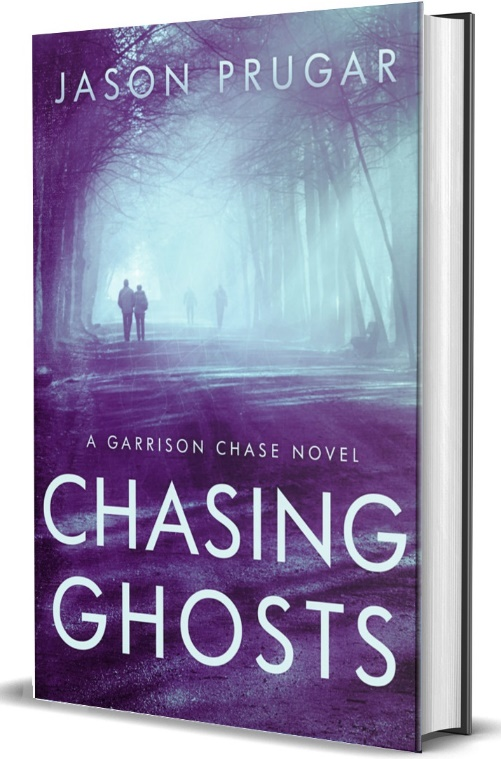 JASON PRUGAR
A GARRISON CHASE NOVEL
CHASING
GHOSTS